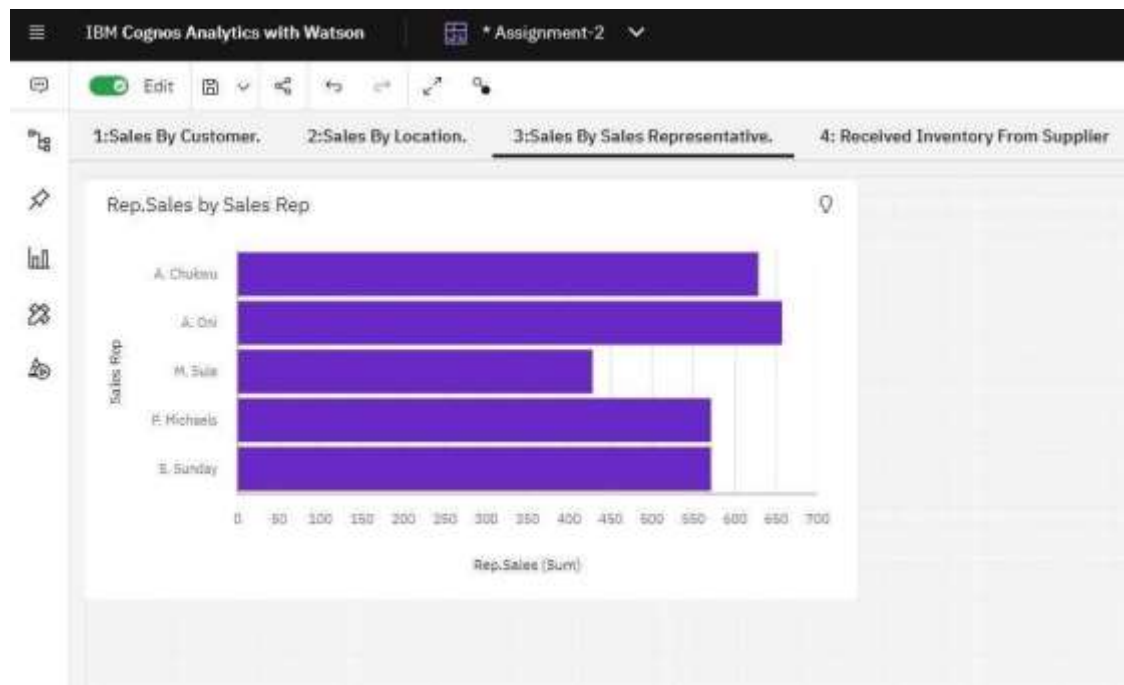 IBM Cognos Analytics with Watson
* Assignment-2
Edit
1:Sales By Customer.
2:Sales By Location.
3:Sales By Sales Representative.
4: Received Inventory From Supplier
Rep.Sales by Sales Rep
Sales Rep
A. Chukwu
A. Oni
M. Sule
P. Michaels
S. Sunday
0 50 100 150 200 250 300 350 400 450 500 550 600 650 700
Rep.Sales (Sum)